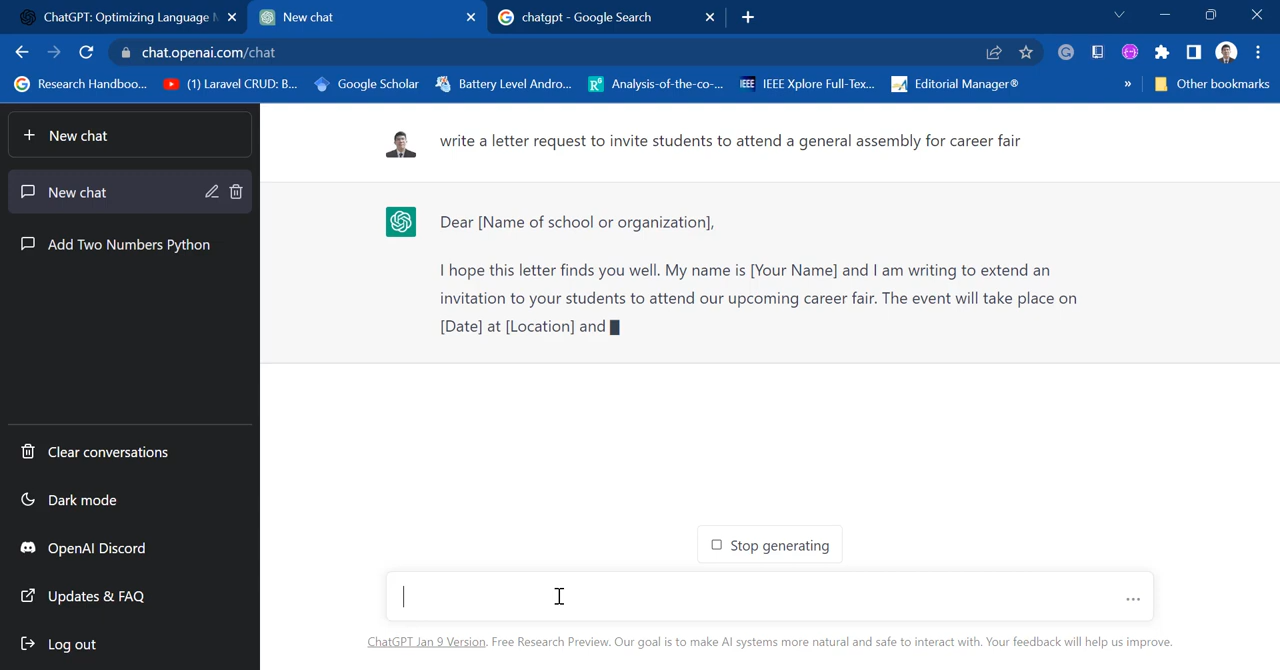 ChatGPT: Optimizing Language M
New chat
chatgpt - Google Search
chat.openai.com/chat
Research Handboo...
(1) Laravel CRUD: B...
Google Scholar
Battery Level Andro...
Analysis-of-the-co-...
IEEE Xplore Full-Tex...
Editorial Manager®
»
Other bookmarks
+ New chat
New chat
Add Two Numbers Python
Clear conversations
Dark mode
OpenAI Discord
Updates & FAQ
Log out
write a letter request to invite students to attend a general assembly for career fair
Dear [Name of school or organization],
I hope this letter finds you well. My name is [Your Name] and I am writing to extend an
invitation to your students to attend our upcoming career fair. The event will take place on
[Date] at [Location] and
Stop generating
...
ChatGPT Jan 9 Version. Free Research Preview. Our goal is to make AI systems more natural and safe to interact with. Your feedback will help us improve.